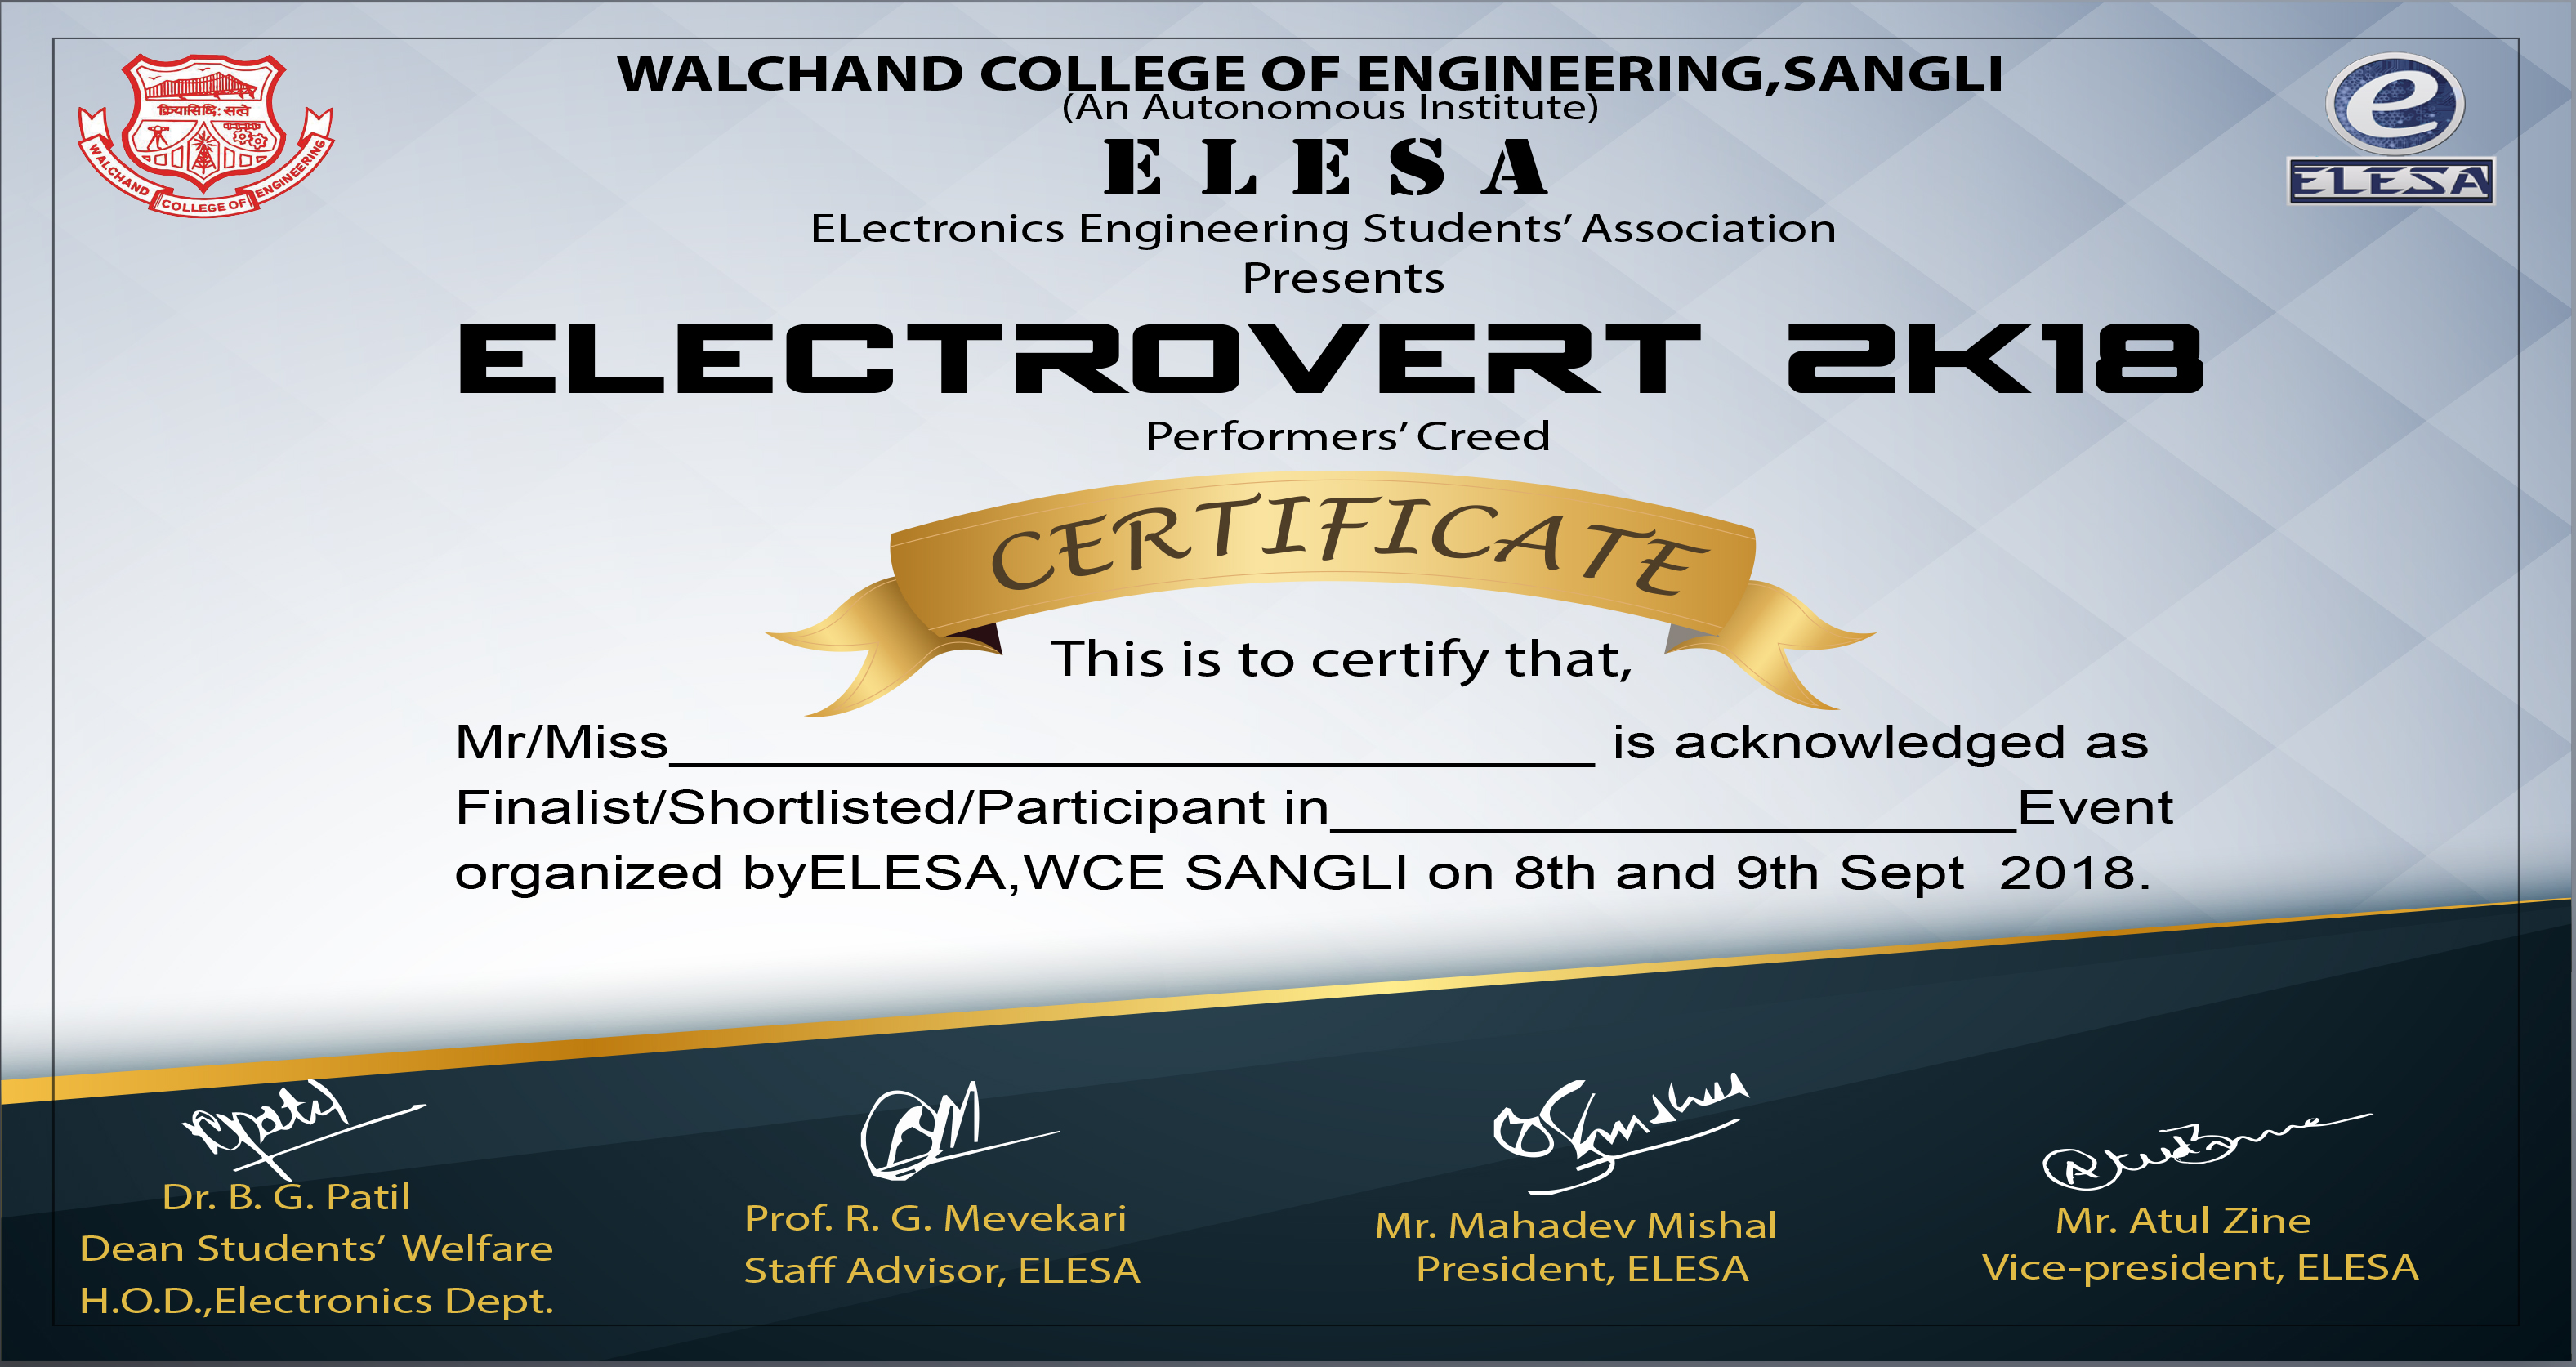 WALCHAND COLLEGE OF ENGINEERING,SANGLI
(An Autonomous Institute)
E L E S A
ELectronics Engineering Students’ Association
Presents
ELECTROVERT 2K18
Performers’ Creed
क्रियासिध्दि: सत्वे
WALCHAND COLLEGE OF ENGINEERING
e
ELESA
CERTIFICATE
This is to certify that,
Mr/Miss__________________________ is acknowledged as
Finalist/Shortlisted/Participant in____________________Event
organized byELESA,WCE SANGLI on 8th and 9th Sept 2018.
Dr. B. G. Patil
Dean Students’ Welfare
H.O.D.,Electronics Dept.
Prof. R. G. Mevekari
Staff Advisor, ELESA
Mr. Mahadev Mishal
President, ELESA
Mr. Atul Zine
Vice-president, ELESA